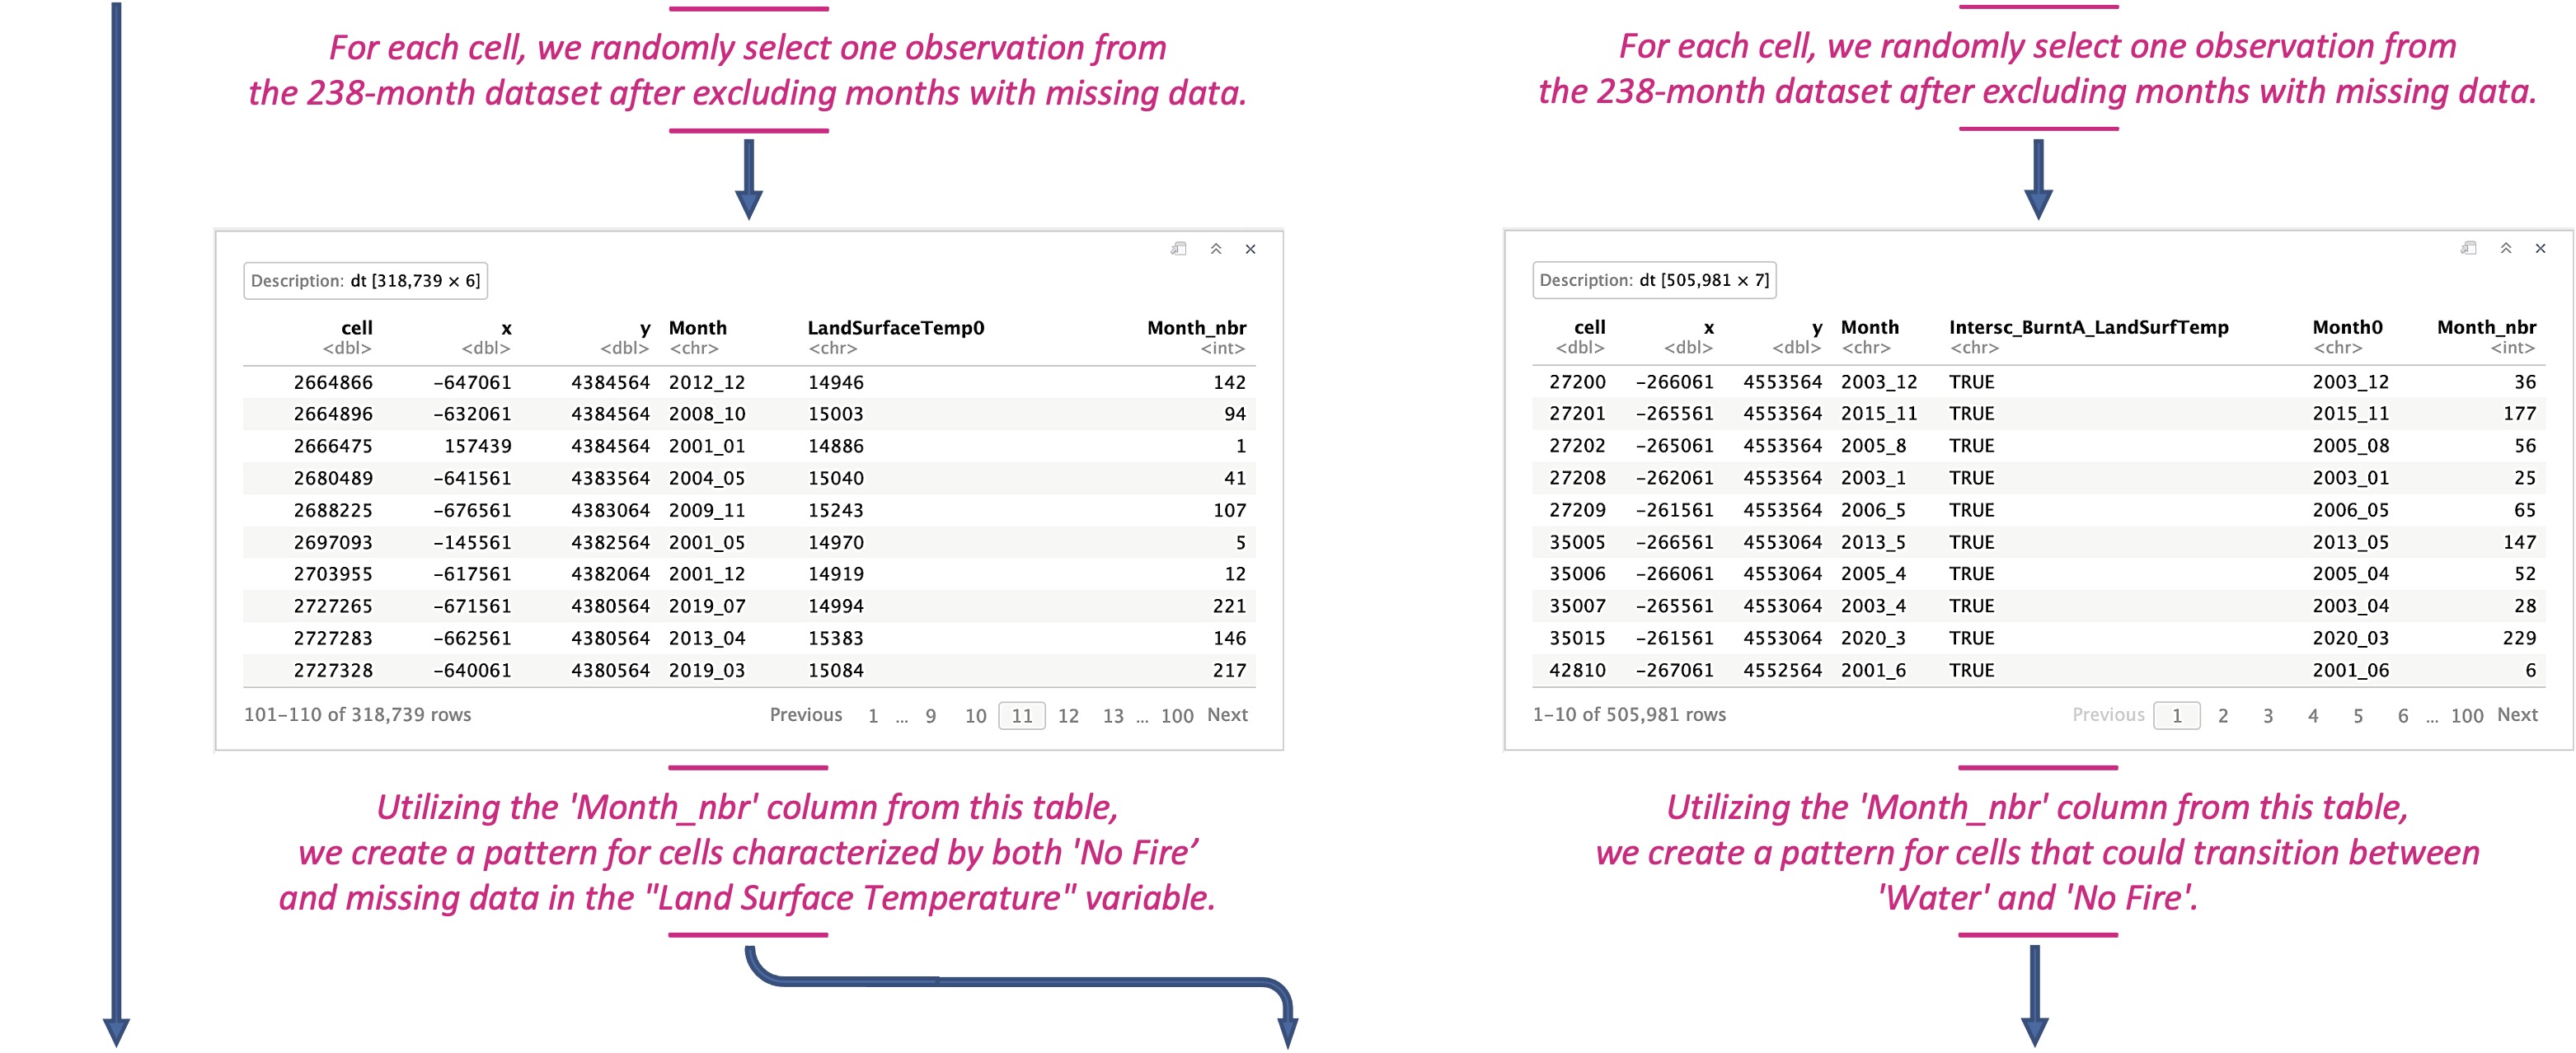 For each cell, we randomly select one observation from
the 238-month dataset after excluding months with missing data.
Description: dt [318,739 × 6]
cell x y Month LandSurfaceTemp0 Month_nbr
<dbl> <dbl> <dbl> <chr> <chr> <int>
2664866 -647061 4384564 2012_12 14946 142
2664896 -632061 4384564 2008_10 15003 94
2666475 157439 4384564 2001_01 14886 1
2680489 -641561 4383564 2004_05 15040 41
2688225 -676561 4383064 2009_11 15243 107
2697093 -145561 4382564 2001_05 14970 5
2703955 -617561 4382064 2001_12 14919 12
2727265 -671561 4380564 2019_07 14994 221
2727283 -662561 4380564 2013_04 15383 146
2727328 -640061 4380564 2019_03 15084 217
101-110 of 318,739 rows Previous 1 ... 9 10 11 12 13 ... 100 Next
Utilizing the 'Month_nbr' column from this table,
we create a pattern for cells characterized by both 'No Fire’
and missing data in the "Land Surface Temperature" variable.
For each cell, we randomly select one observation from
the 238-month dataset after excluding months with missing data.
Description: dt [505,981 × 7]
cell x y Month Intersc_BurntA_LandSurfTemp Month0 Month_nbr
<dbl> <dbl> <dbl> <chr> <chr> <chr> <int>
27200 -266061 4553564 2003_12 TRUE 2003_12 36
27201 -265561 4553564 2015_11 TRUE 2015_11 177
27202 -265061 4553564 2005_8 TRUE 2005_08 56
27208 -262061 4553564 2003_1 TRUE 2003_01 25
27209 -261561 4553564 2006_5 TRUE 2006_05 65
35005 -266561 4553064 2013_5 TRUE 2013_05 147
35006 -266061 4553064 2005_4 TRUE 2005_04 52
35007 -265561 4553064 2003_4 TRUE 2003_04 28
35015 -261561 4553064 2020_3 TRUE 2020_03 229
42810 -267061 4552564 2001_6 TRUE 2001_06 6
1-10 of 505,981 rows Previous 1 2 3 4 5 6 ... 100 Next
Utilizing the 'Month_nbr' column from this table,
we create a pattern for cells that could transition between
'Water' and 'No Fire'.